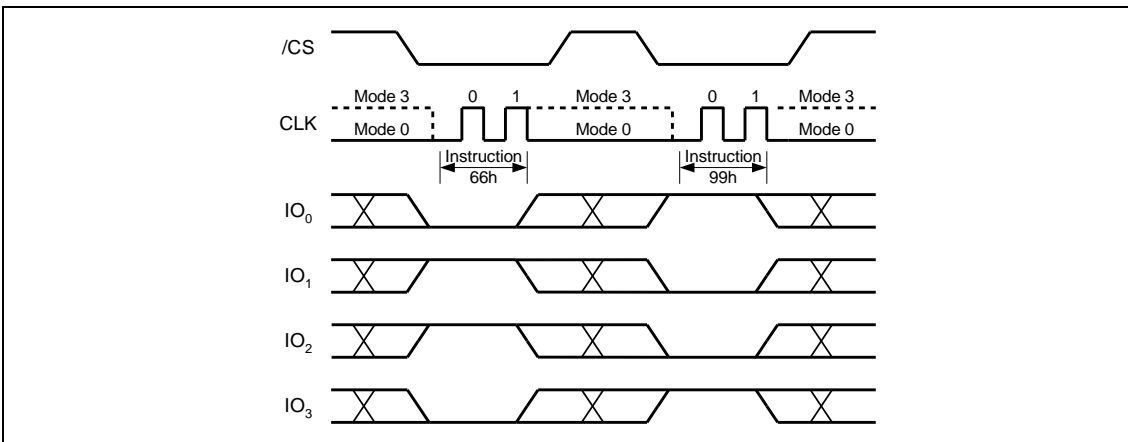 /CS
Mode 3 0 1 Mode 3 0 1 Mode 3
CLK Mode 0 Mode 0 Mode 0
Instruction Instruction
66h 99h
IO0
IO1
IO2
IO3